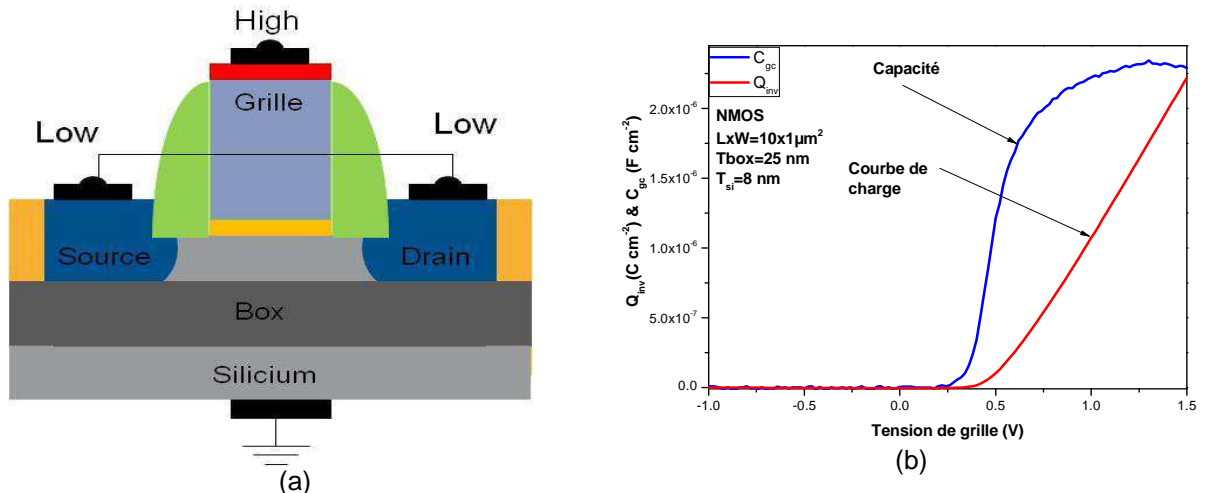 High
Grille
Low
Low
Source
Drain
Box
Silicium
(a)
C_gc
Q_inv
NMOS
LxW=10x1µm²
Tbox=25 nm
T_si=8 nm
Capacité
Courbe de
charge
Q_inv(C cm⁻²) & C_gc (F cm⁻²)
2.0x10⁻⁶
1.5x10⁻⁶
1.0x10⁻⁶
5.0x10⁻⁷
0.0
-1.0 -0.5 0.0 0.5 1.0 1.5
Tension de grille (V)
(b)